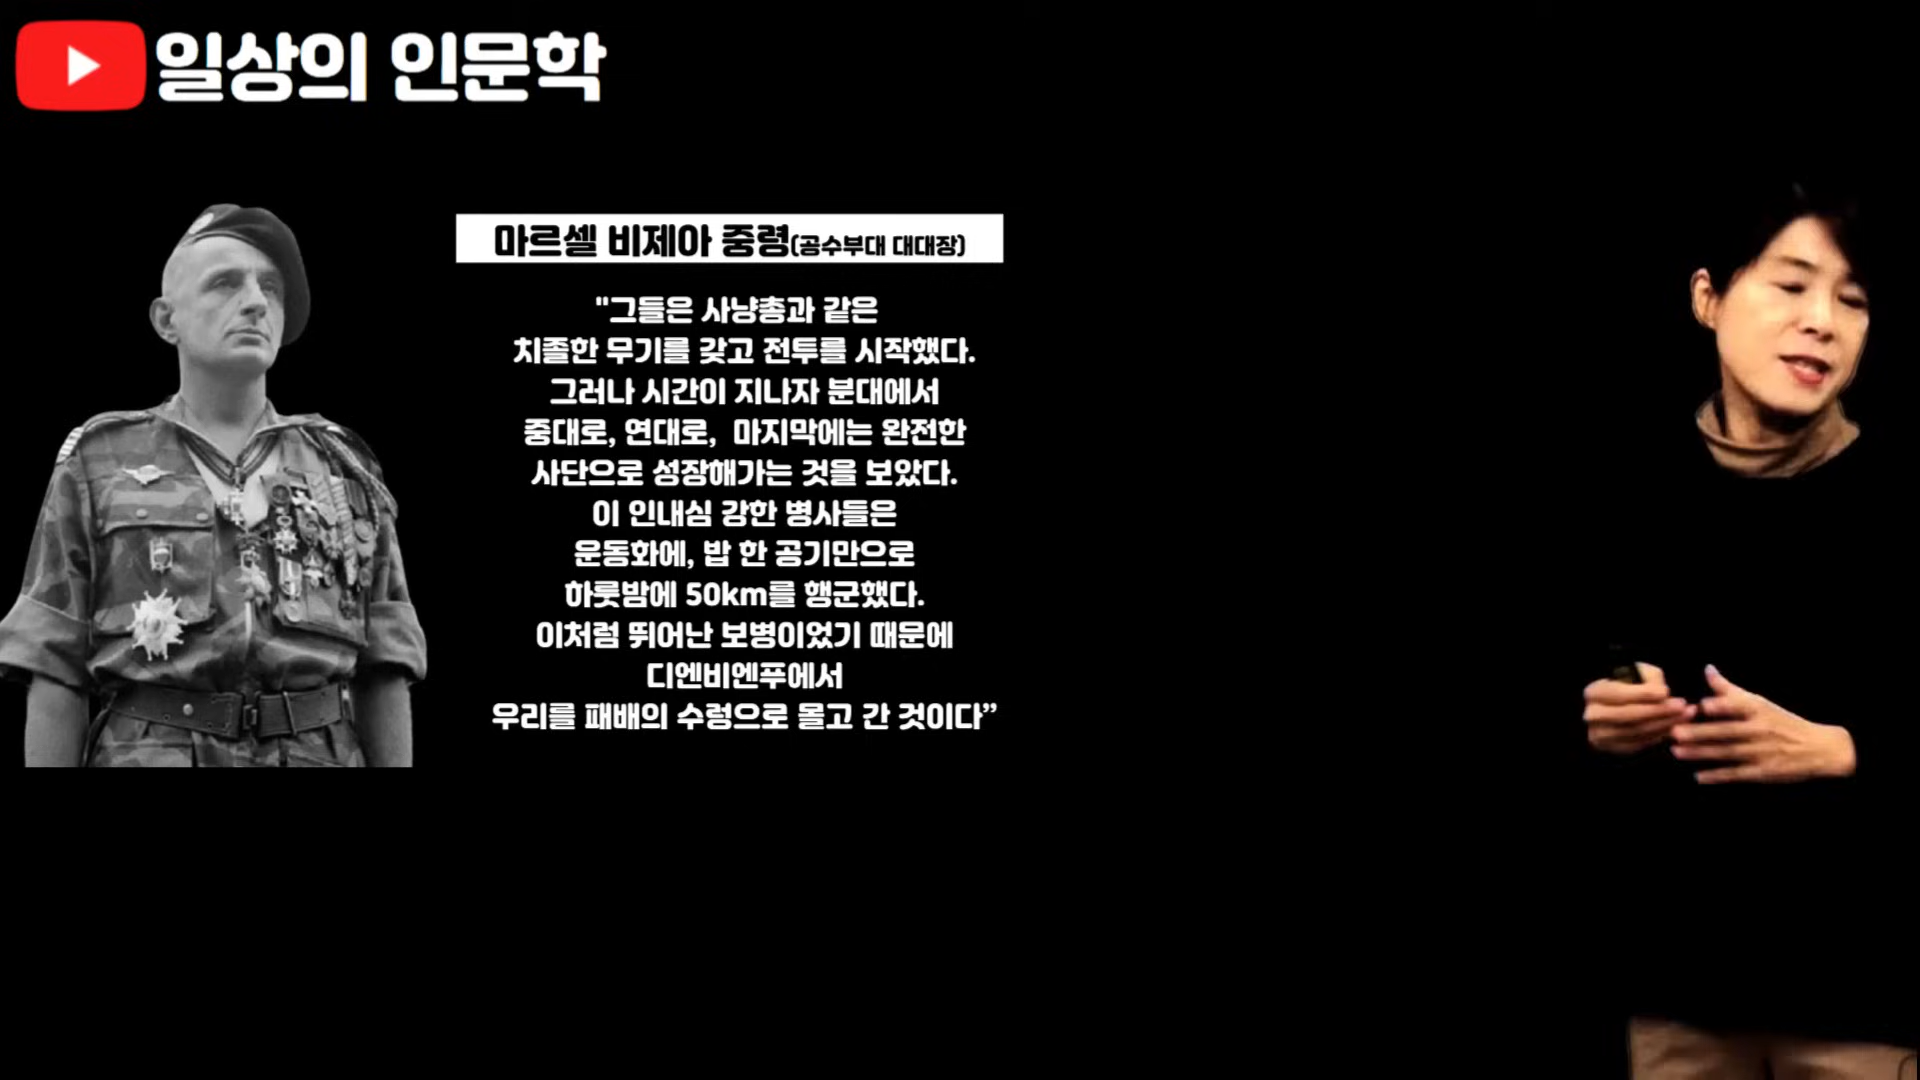 일상의 인문학
마르셀 비제아 중령(공수부대 대대장)
"그들은 사냥총과 같은
치졸한 무기를 갖고 전투를 시작했다.
그러나 시간이 지나자 분대에서
중대로, 연대로, 마지막에는 완전한
사단으로 성장해가는 것을 보았다.
이 인내심 강한 병사들은
운동화에, 밥 한 공기만으로
하룻밤에 50km를 행군했다.
이처럼 뛰어난 보병이었기 때문에
디엔비엔푸에서
우리를 패배의 수렁으로 몰고 간 것이다”